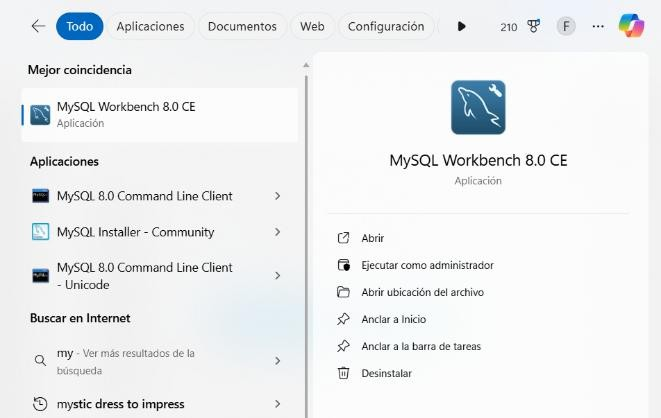 Todo
Aplicaciones
Documentos
Web
Configuración
210
F
Mejor coincidencia
MySQL Workbench 8.0 CE
Aplicación
Aplicaciones
MySQL 8.0 Command Line Client
MySQL Installer - Community
MySQL 8.0 Command Line Client
- Unicode
Buscar en Internet
my - Ver más resultados de la
búsqueda
mystic dress to impress
MySQL Workbench 8.0 CE
Aplicación
Abrir
Ejecutar como administrador
Abrir ubicación del archivo
Anclar a Inicio
Anclar a la barra de tareas
Desinstalar